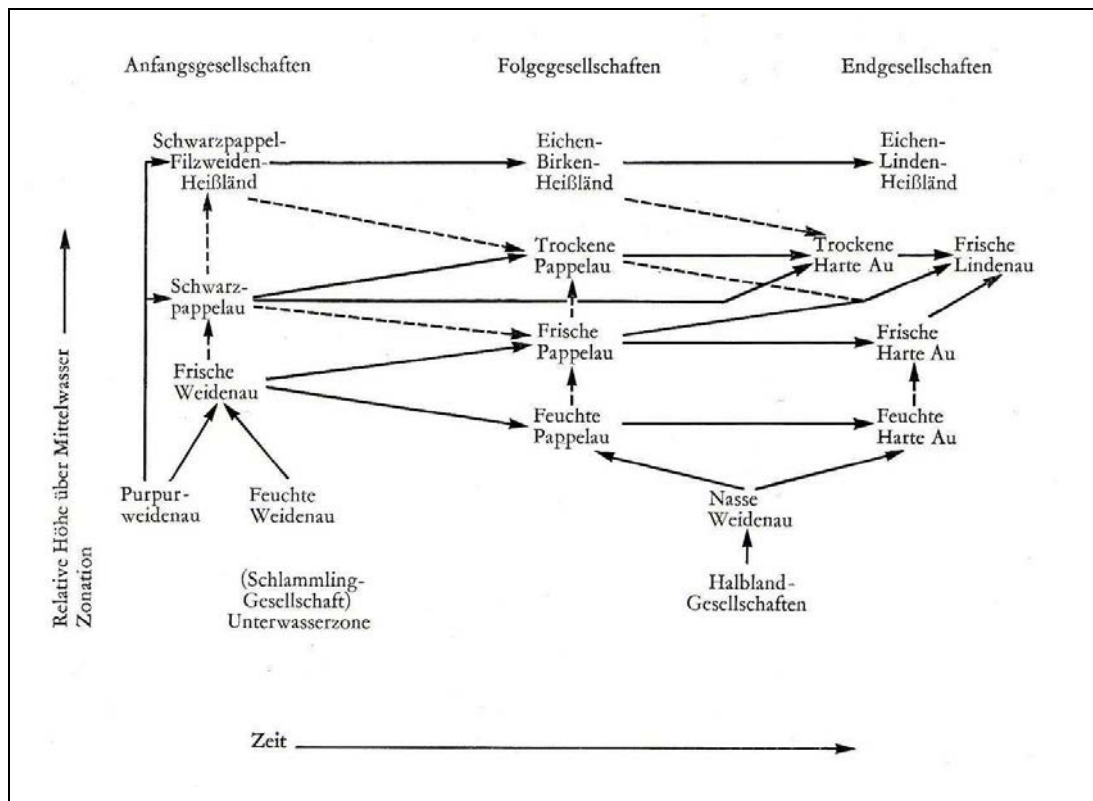 Anfangsgesellschaften
Folgegesellschaften
Endgesellschaften
Schwarzpappel-
Filzweiden-
Heißländ
Eichen-
Birken-
Heißländ
Eichen-
Linden-
Heißländ
Trockene
Pappelau
Trockene
Harte Au
Frische
Lindenau
Schwarz-
pappelau
Frische
Pappelau
Frische
Harte Au
Frische
Weidenau
Feuchte
Pappelau
Feuchte
Harte Au
Purpur-
weidenau
Feuchte
Weidenau
Nasse
Weidenau
(Schlammling-
Gesellschaft)
Unterwasserzone
Halbland-
Gesellschaften
Relative Höhe über Mittelwasser
Zonation
Zeit